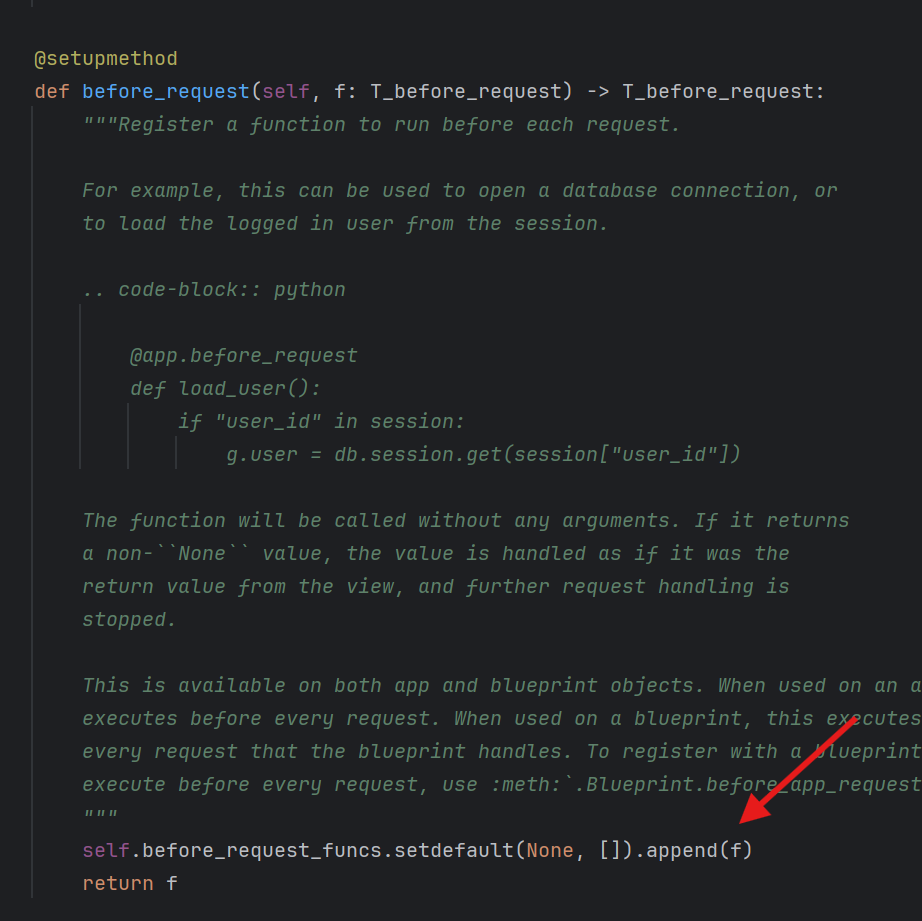 @setupmethod
def before_request(self, f: T_before_request) -> T_before_request:
"""Register a function to run before each request.
For example, this can be used to open a database connection, or
to load the logged in user from the session.
.. code-block:: python
@app.before_request
def load_user():
if "user_id" in session:
g.user = db.session.get(session["user_id"])
The function will be called without any arguments. If it returns
a non-``None`` value, the value is handled as if it was the
return value from the view, and further request handling is
stopped.
This is available on both app and blueprint objects. When used on an a
executes before every request. When used on a blueprint, this executes
every request that the blueprint handles. To register with a blueprint
execute before every request, use :meth:`.Blueprint.before_app_request
"""
self.before_request_funcs.setdefault(None, []).append(f)
return f